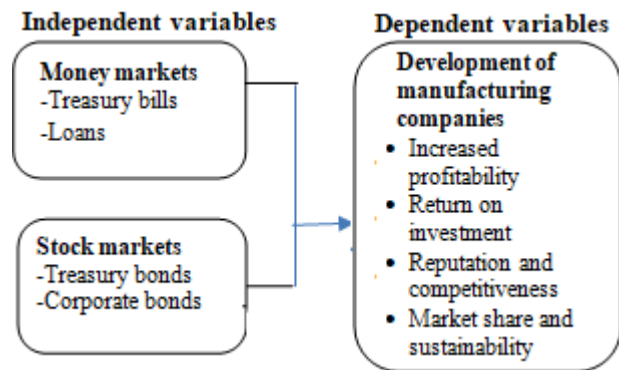 Independent variables
Money markets
-Treasury bills
-Loans
Stock markets
-Treasury bonds
-Corporate bonds
Dependent variables
Development of
manufacturing
companies
• Increased
profitability
• Return on
investment
• Reputation and
competitiveness
• Market share and
sustainability